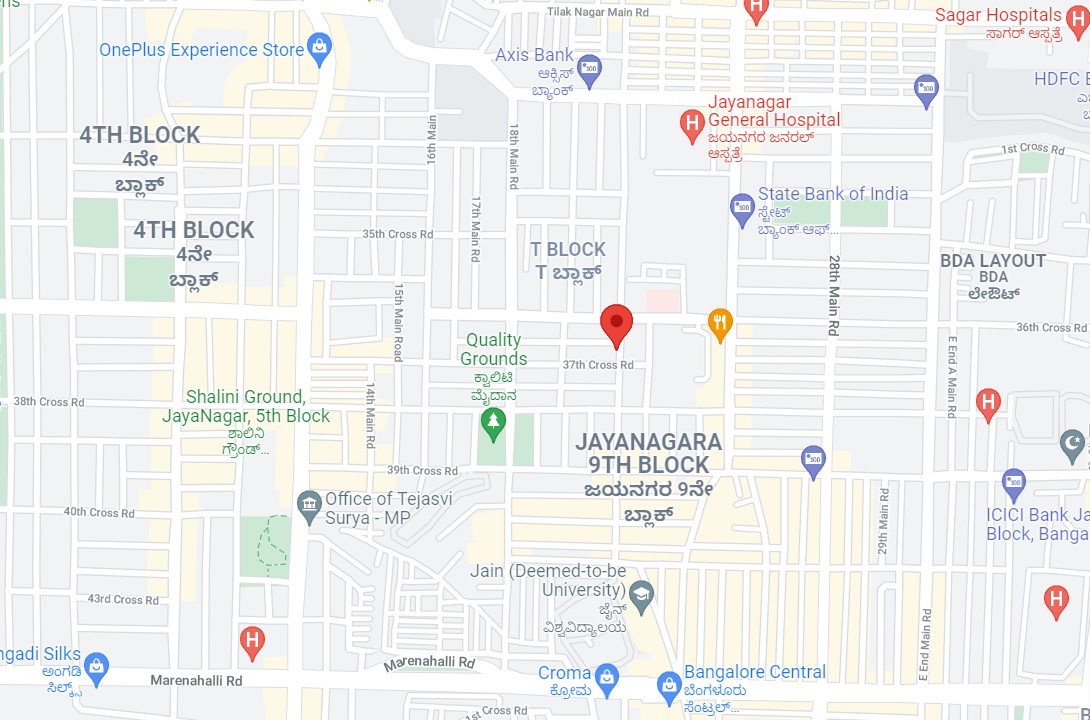 Tilak Nagar Main Rd
Sagar Hospitals
ಸಾಗರ್ ಆಸ್ಪತ್ರೆ
OnePlus Experience Store
Axis Bank
ಆಕ್ಸಿಸ್
ಬ್ಯಾಂಕ್
Jayanagar
General Hospital
ಜಯನಗರ ಜನರಲ್
ಆಸ್ಪತ್ರೆ
4TH BLOCK
4ನೇ
ಬ್ಲಾಕ್
16th Main
18th Main Rd
1st Cross Rd
State Bank of India
ಸ್ಟೇಟ್
ಬ್ಯಾಂಕ್ ಆಫ್...
4TH BLOCK
4ನೇ
ಬ್ಲಾಕ್
17th Main Rd
35th Cross Rd
T BLOCK
T ಬ್ಲಾಕ್
BDA LAYOUT
BDA
ಲೇಔಟ್
28th Main Rd
15th Main Road
36th Cross Rd
Quality
Grounds
ಕ್ವಾಲಿಟಿ
ಮೈದಾನ
37th Cross Rd
E End A Main Rd
38th Cross Rd
Shalini Ground,
JayaNagar, 5th Block
ಶಾಲಿನಿ
ಗ್ರೌಂಡ್...
14th Main Rd
JAYANAGARA
9TH BLOCK
ಜಯನಗರ 9ನೇ
ಬ್ಲಾಕ್
39th Cross Rd
Office of Tejasvi
Surya - MP
40th Cross Rd
29th Main Rd
ICICI Bank Ja
Block, Banga
Jain (Deemed-to-be
University)
ಜೈನ್
ವಿಶ್ವವಿದ್ಯಾಲಯ
43rd Cross Rd
E End Main Rd
ngadi Silks
ಅಂಗಡಿ
ಸಿಲ್ಕ್ಸ್
Marenahalli Rd
Marenahalli Rd
Croma
ಕ್ರೋಮ
Bangalore Central
ಬೆಂಗಳೂರು
ಸೆಂಟ್ರಲ್...
1st Cross Rd